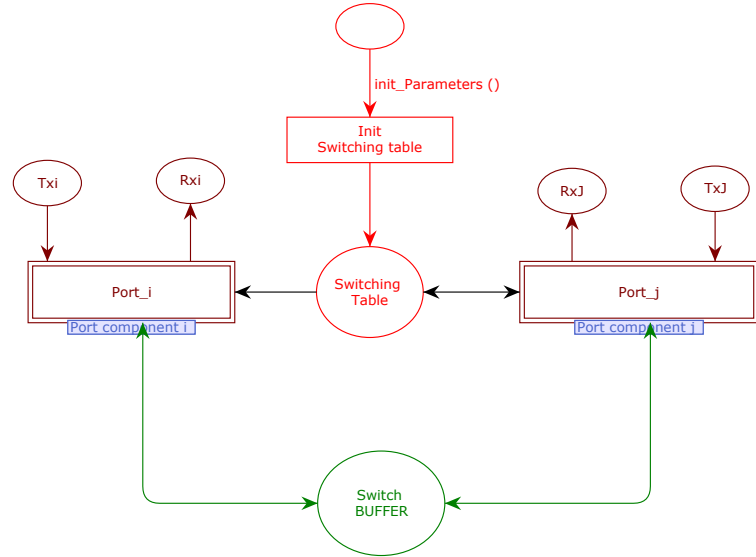 init_Parameters ()
Init
Switching table
Txi
Rxi
RxJ
TxJ
Port_i
Switching
Table
Port_j
Port component i
Port component j
Switch
BUFFER